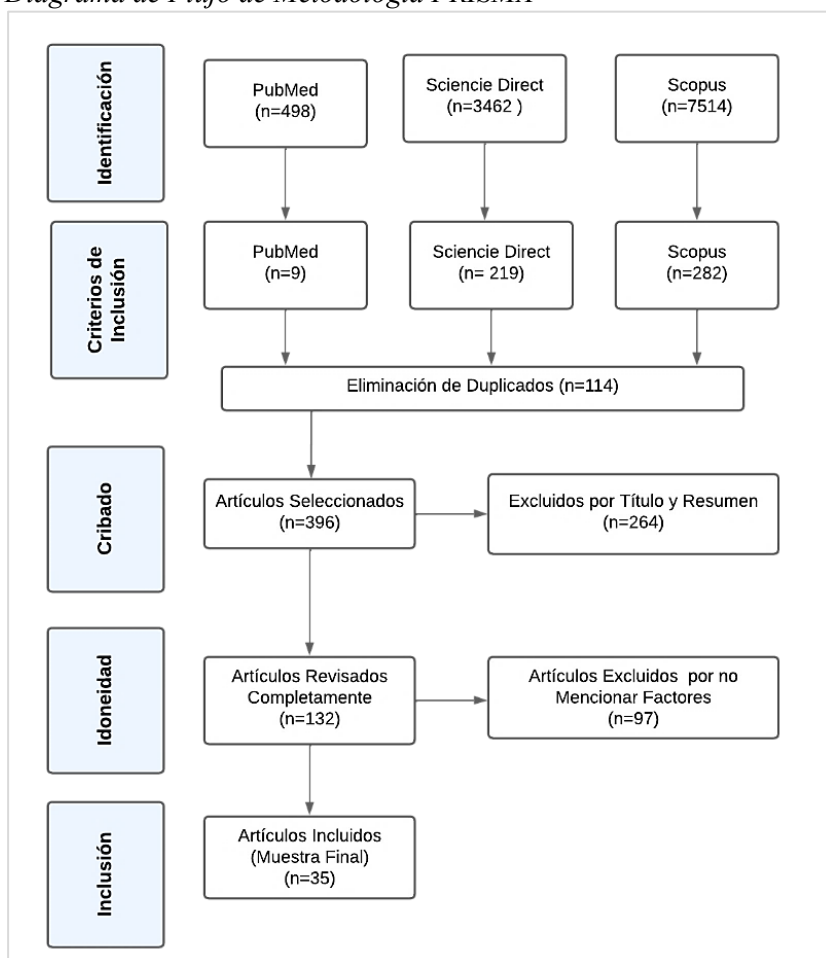 Diagrama de Flujo de Metodología PRISMA
Identificación
PubMed
(n=498)
Sciencie Direct
(n=3462 )
Scopus
(n=7514)
Criterios de
Inclusión
PubMed
(n=9)
Sciencie Direct
(n= 219)
Scopus
(n=282)
Eliminación de Duplicados (n=114)
Cribado
Artículos Seleccionados
(n=396)
Excluidos por Título y Resumen
(n=264)
Idoneidad
Artículos Revisados
Completamente
(n=132)
Artículos Excluidos  por no
Mencionar Factores
(n=97)
Inclusión
Artículos Incluidos
(Muestra Final)
(n=35)